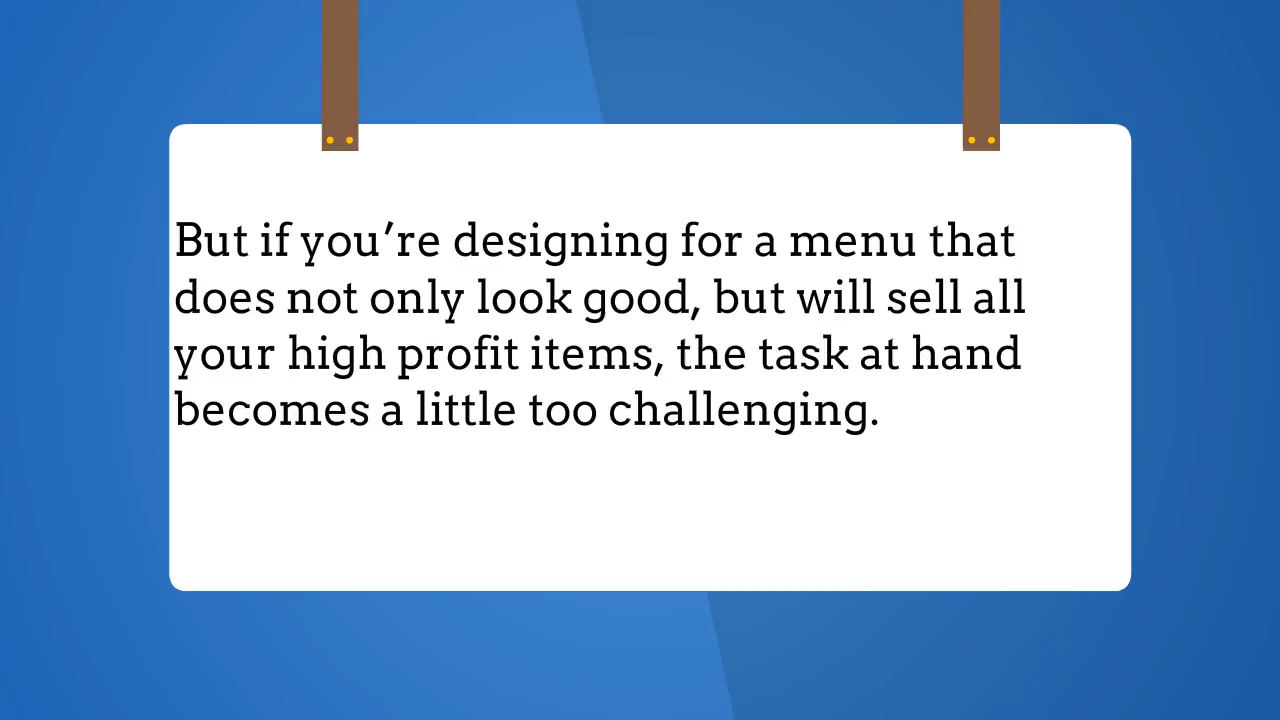 But if you’re designing for a menu that
does not only look good, but will sell all
your high profit items, the task at hand
becomes a little too challenging.